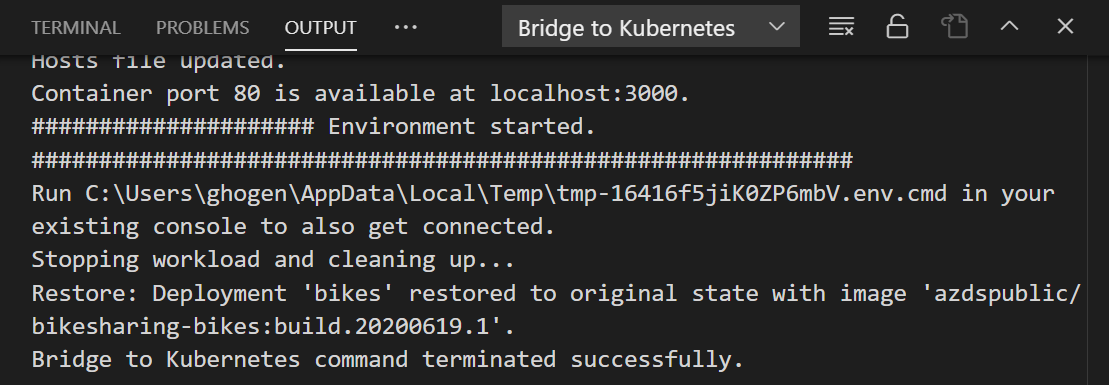 TERMINAL PROBLEMS OUTPUT ··· Bridge to Kubernetes
Hosts file updated.
Container port 80 is available at localhost:3000.
##################### Environment started.
#############################################################
Run C:\Users\ghogen\AppData\Local\Temp\tmp-16416f5jiK0ZP6mbV.env.cmd in your
existing console to also get connected.
Stopping workload and cleaning up...
Restore: Deployment 'bikes' restored to original state with image 'azdspublic/
bikesharing-bikes:build.20200619.1'.
Bridge to Kubernetes command terminated successfully.